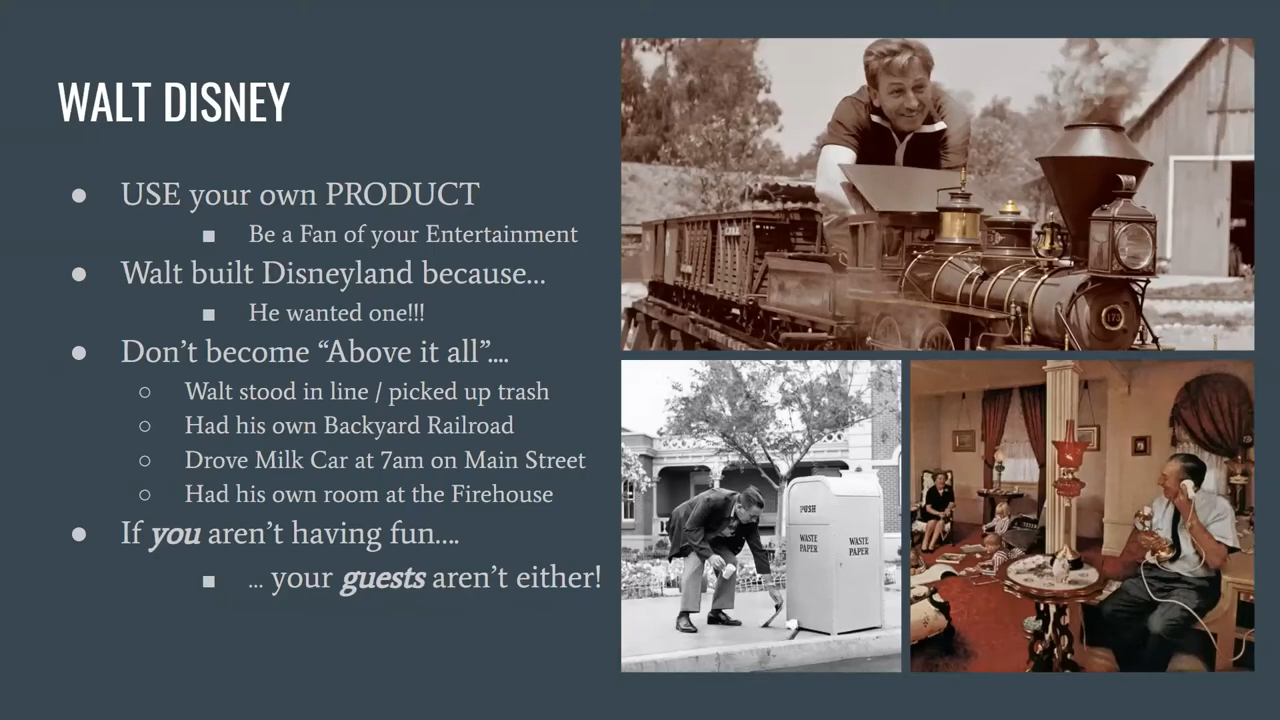 WALT DISNEY
● USE your own PRODUCT
■ Be a Fan of your Entertainment
● Walt built Disneyland because...
■ He wanted one!!!
● Don't become “Above it all”....
○ Walt stood in line / picked up trash
○ Had his own Backyard Railroad
○ Drove Milk Car at 7am on Main Street
○ Had his own room at the Firehouse
● If you aren't having fun....
■ ... your guests aren't either!
173
PUSH
WASTE PAPER
WASTE PAPER